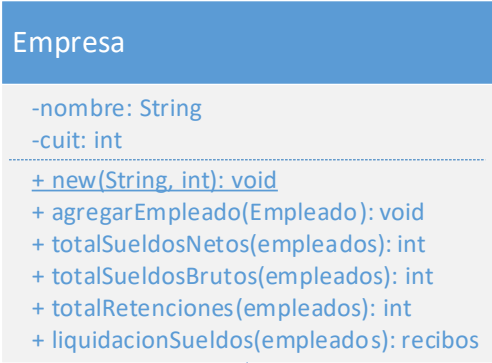 Empresa
-nombre: String
-cuit: int
+ new(String, int): void
+ agregarEmpleado(Empleado): void
+ totalSueldosNetos(empleados): int
+ totalSueldosBrutos(empleados): int
+ totalRetenciones(empleados): int
+ liquidacionSueldos(empleados): recibos